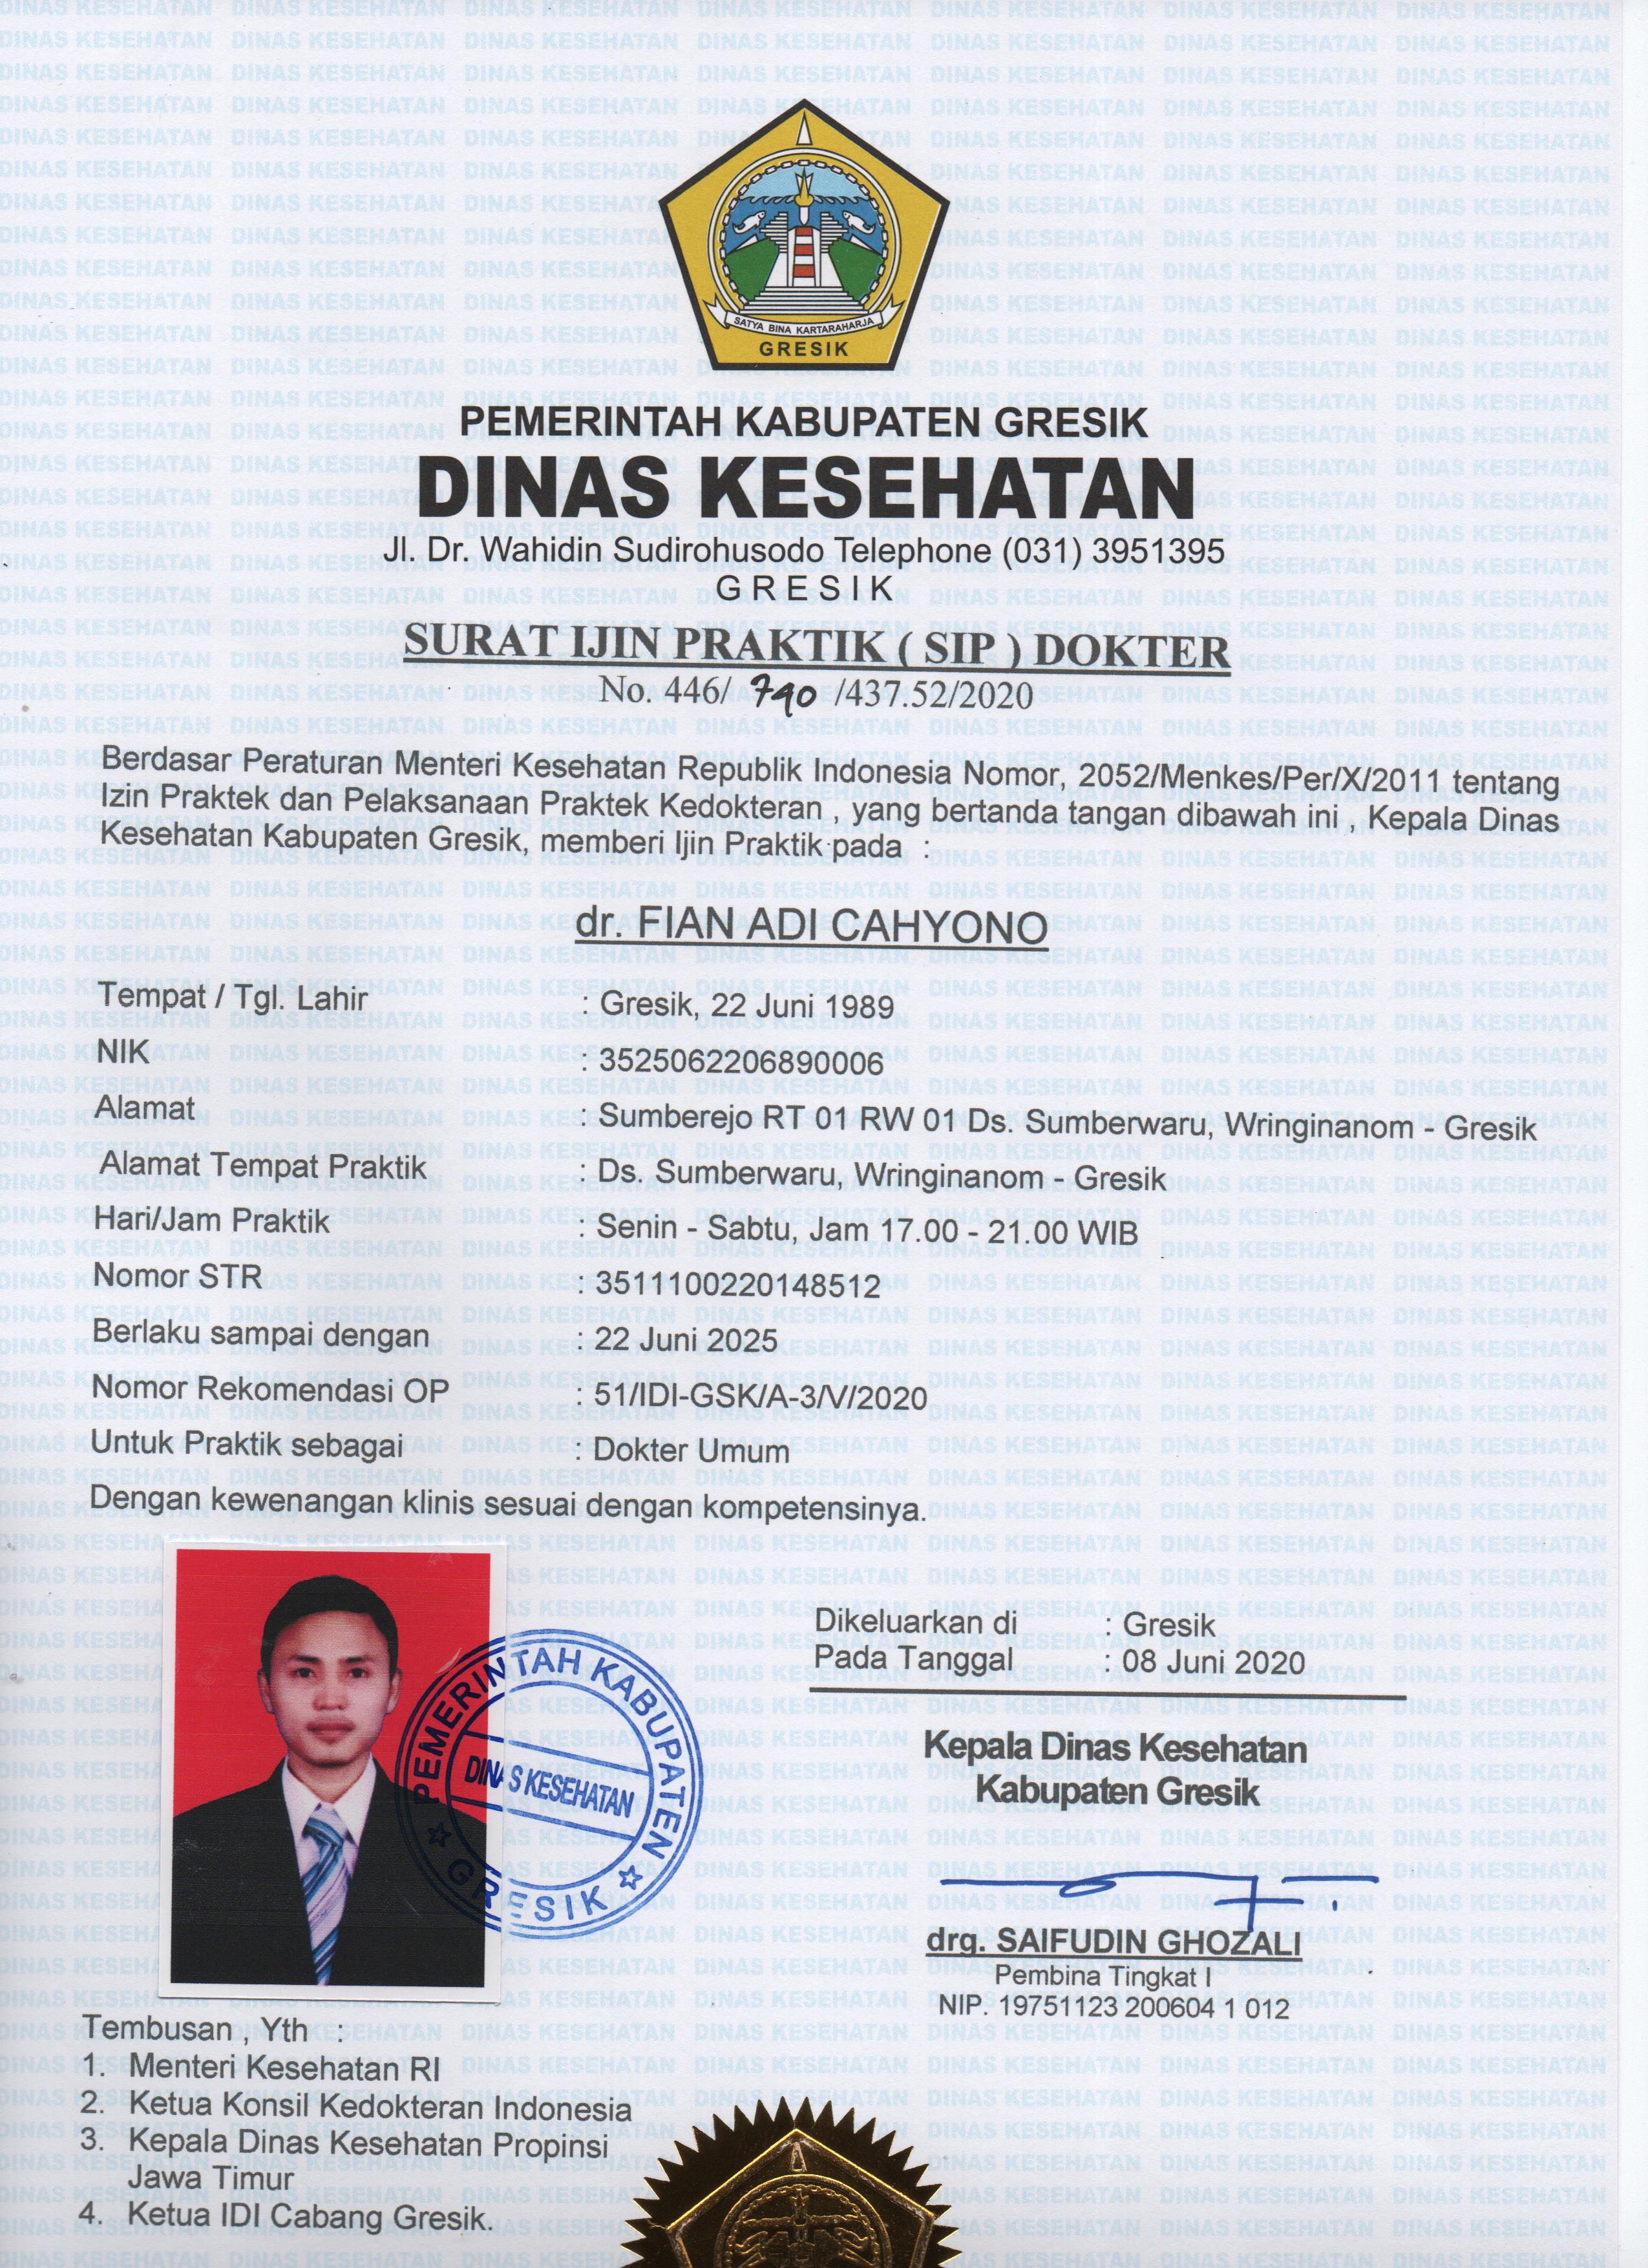 SATYA BINA KARTARAHARJA
GRESIK
PEMERINTAH KABUPATEN GRESIK
DINAS KESEHATAN
Jl. Dr. Wahidin Sudirohusodo Telephone (031) 3951395
GRESIK
SURAT IJIN PRAKTIK ( SIP ) DOKTER
No. 446/ 790 /437.52/2020
Berdasar Peraturan Menteri Kesehatan Republik Indonesia Nomor, 2052/Menkes/Per/X/2011 tentang
Izin Praktek dan Pelaksanaan Praktek Kedokteran , yang bertanda tangan dibawah ini , Kepala Dinas
Kesehatan Kabupaten Gresik, memberi Ijin Praktik pada :
dr. FIAN ADI CAHYONO
Tempat / Tgl. Lahir : Gresik, 22 Juni 1989
NIK : 3525062206890006
Alamat : Sumberejo RT 01 RW 01 Ds. Sumberwaru, Wringinanom - Gresik
Alamat Tempat Praktik : Ds. Sumberwaru, Wringinanom - Gresik
Hari/Jam Praktik : Senin - Sabtu, Jam 17.00 - 21.00 WIB
Nomor STR : 3511100220148512
Berlaku sampai dengan : 22 Juni 2025
Nomor Rekomendasi OP : 51/IDI-GSK/A-3/V/2020
Untuk Praktik sebagai : Dokter Umum
Dengan kewenangan klinis sesuai dengan kompetensinya.
Dikeluarkan di : Gresik
Pada Tanggal : 08 Juni 2020
PEMERINTAH KABUPATEN
DINAS KESEHATAN
GRESIK
Kepala Dinas Kesehatan
Kabupaten Gresik
drg. SAIFUDIN GHOZALI
Pembina Tingkat I
NIP. 19751123 200604 1 012
Tembusan , Yth. :
1. Menteri Kesehatan RI
2. Ketua Konsil Kedokteran Indonesia
3. Kepala Dinas Kesehatan Propinsi
Jawa Timur
4. Ketua IDI Cabang Gresik.